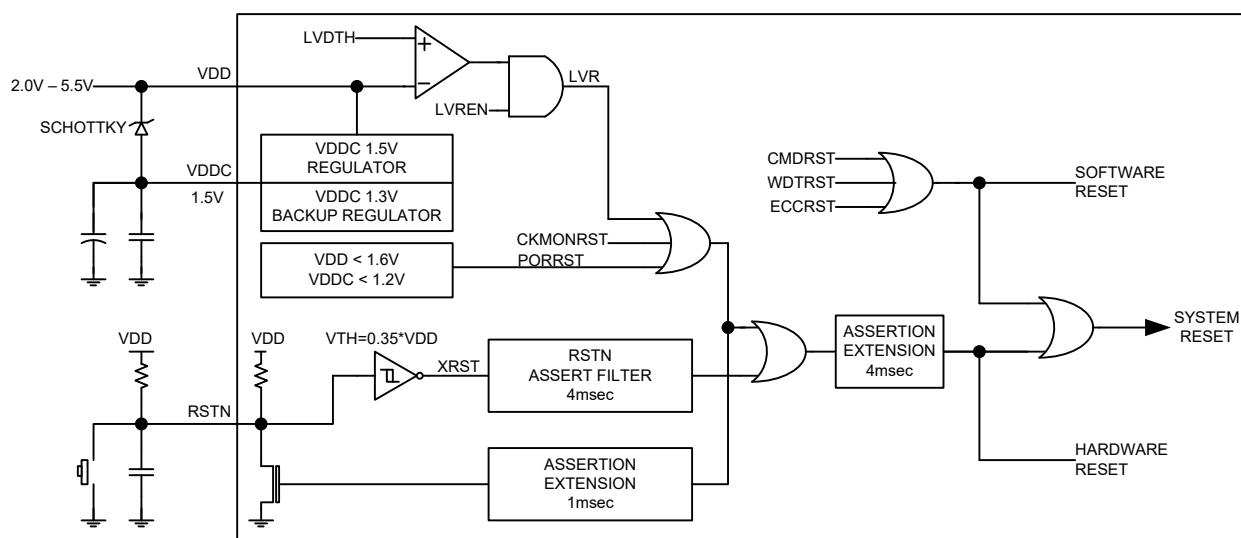 LVDTH
2.0V – 5.5V
VDD
LVR
LVREN
SCHOTTKY
VDDC 1.5V
REGULATOR
VDDC
1.5V
VDDC 1.3V
BACKUP REGULATOR
CMDRST
WDTRST
ECCRST
SOFTWARE
RESET
CKMONRST
PORRST
VDD < 1.6V
VDDC < 1.2V
VDD
VDD
VTH=0.35*VDD
XRST
RSTN
ASSERT FILTER
4msec
ASSERTION
EXTENSION
4msec
SYSTEM
RESET
RSTN
ASSERTION
EXTENSION
1msec
HARDWARE
RESET